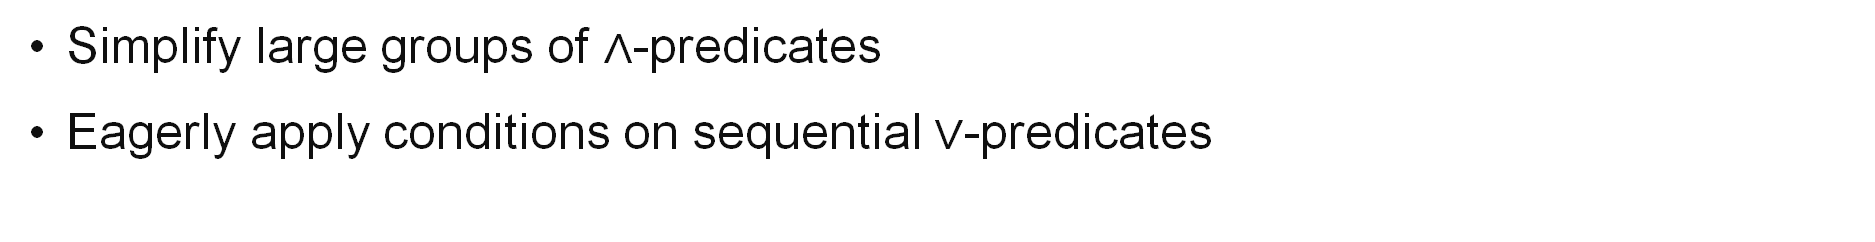 • Simplify large groups of ∧-predicates
• Eagerly apply conditions on sequential ∨-predicates